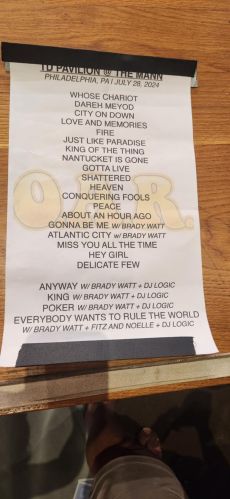 TD PAVILION @ THE MANN
PHILADELPHIA, PA | JULY 28, 2024
WHOSE CHARIOT
DAREH MEYOD
CITY ON DOWN
LOVE AND MEMORIES
FIRE
JUST LIKE PARADISE
KING OF THE THING
NANTUCKET IS GONE
GOTTA LIVE
SHATTERED
HEAVEN
CONQUERING FOOLS
PEACE
ABOUT AN HOUR AGO
GONNA BE ME W/ BRADY WATT
ATLANTIC CITY W/ BRADY WATT
MISS YOU ALL THE TIME
HEY GIRL
DELICATE FEW
ANYWAY W/ BRADY WATT + DJ LOGIC
KING W/ BRADY WATT + DJ LOGIC
POKER W/ BRADY WATT + DJ LOGIC
EVERYBODY WANTS TO RULE THE WORLD
W/ BRADY WATT + FITZ AND NOELLE + DJ LOGIC
O.A.R.